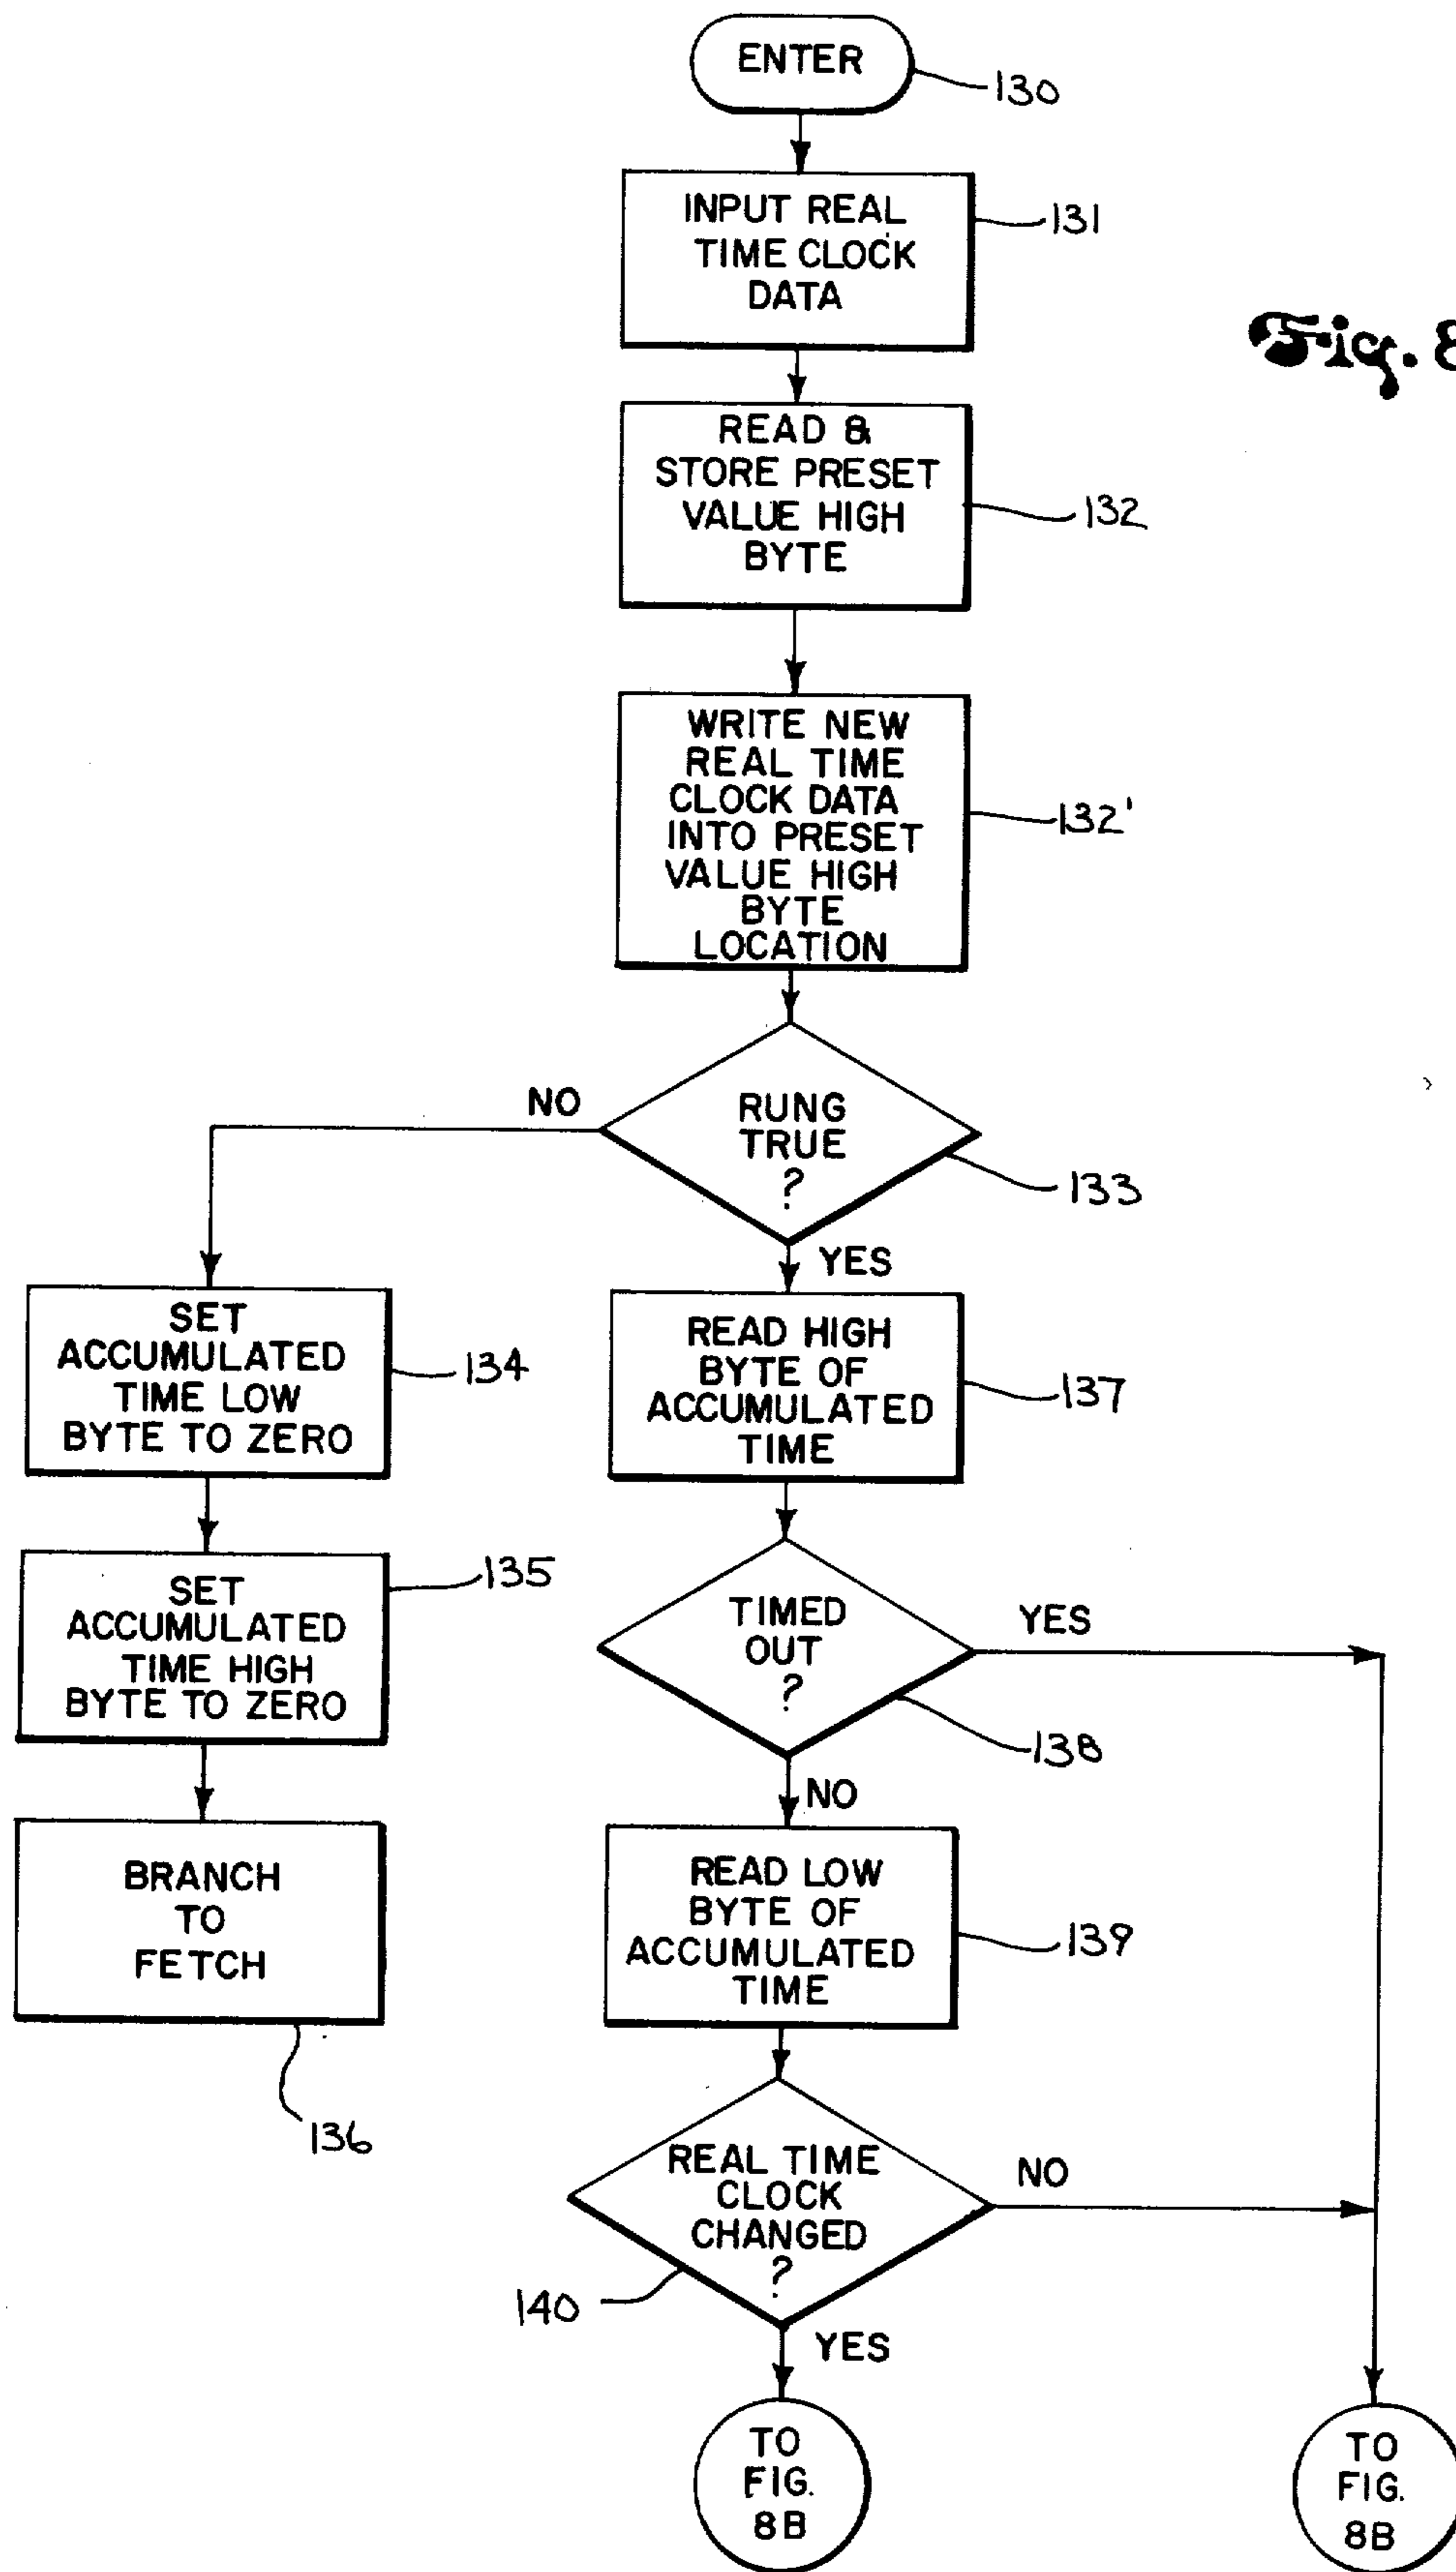 ENTER
130
INPUT REAL
TIME CLOCK
DATA
131
Fig. 8
READ &
STORE PRESET
VALUE HIGH
BYTE
132
WRITE NEW
REAL TIME
CLOCK DATA
INTO PRESET
VALUE HIGH
BYTE
LOCATION
132'
RUNG
TRUE
?
133
NO
YES
SET
ACCUMULATED
TIME LOW
BYTE TO ZERO
134
READ HIGH
BYTE OF
ACCUMULATED
TIME
137
SET
ACCUMULATED
TIME HIGH
BYTE TO ZERO
135
TIMED
OUT
?
YES
138
NO
BRANCH
TO
FETCH
136
READ LOW
BYTE OF
ACCUMULATED
TIME
139
REAL TIME
CLOCK
CHANGED
?
NO
140
YES
TO
FIG.
8B
TO
FIG.
8B